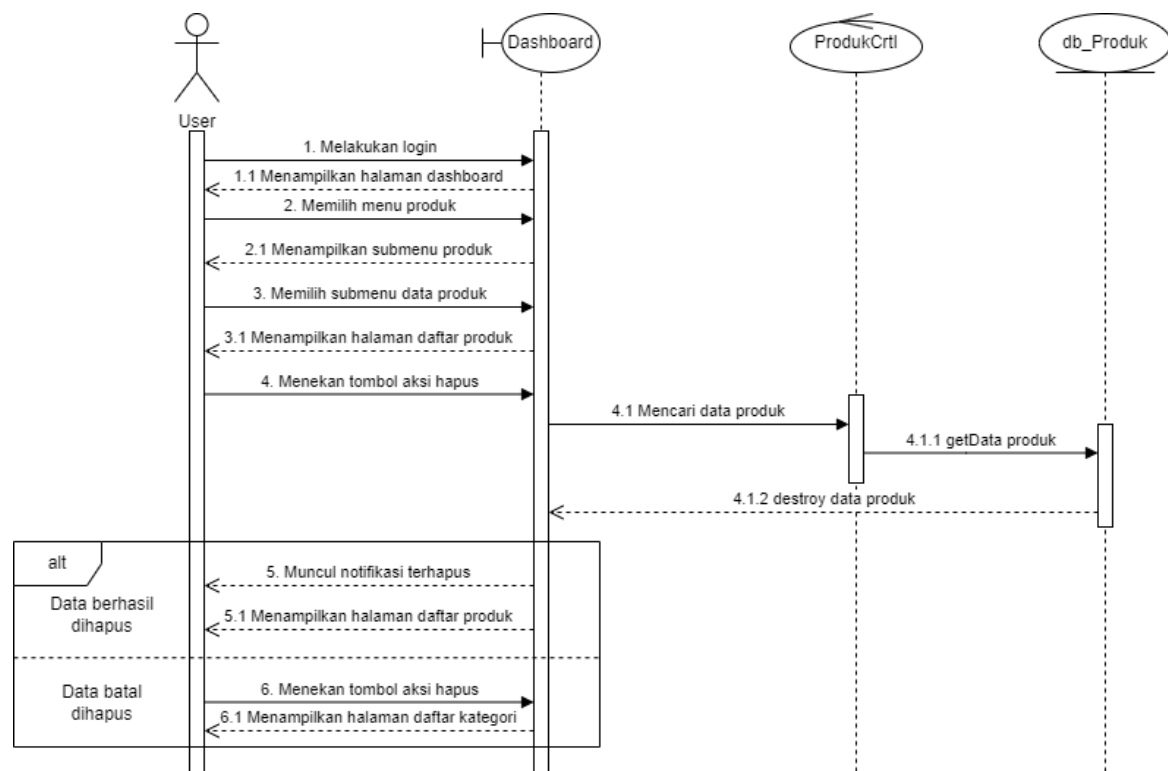 Dashboard
ProdukCrtl
db_Produk
User
1. Melakukan login
1.1 Menampilkan halaman dashboard
2. Memilih menu produk
2.1 Menampilkan submenu produk
3. Memilih submenu data produk
3.1 Menampilkan halaman daftar produk
4. Menekan tombol aksi hapus
4.1 Mencari data produk
4.1.1 getData produk
4.1.2 destroy data produk
alt
5. Muncul notifikasi terhapus
Data berhasil
dihapus
5.1 Menampilkan halaman daftar produk
Data batal
dihapus
6. Menekan tombol aksi hapus
6.1 Menampilkan halaman daftar kategori